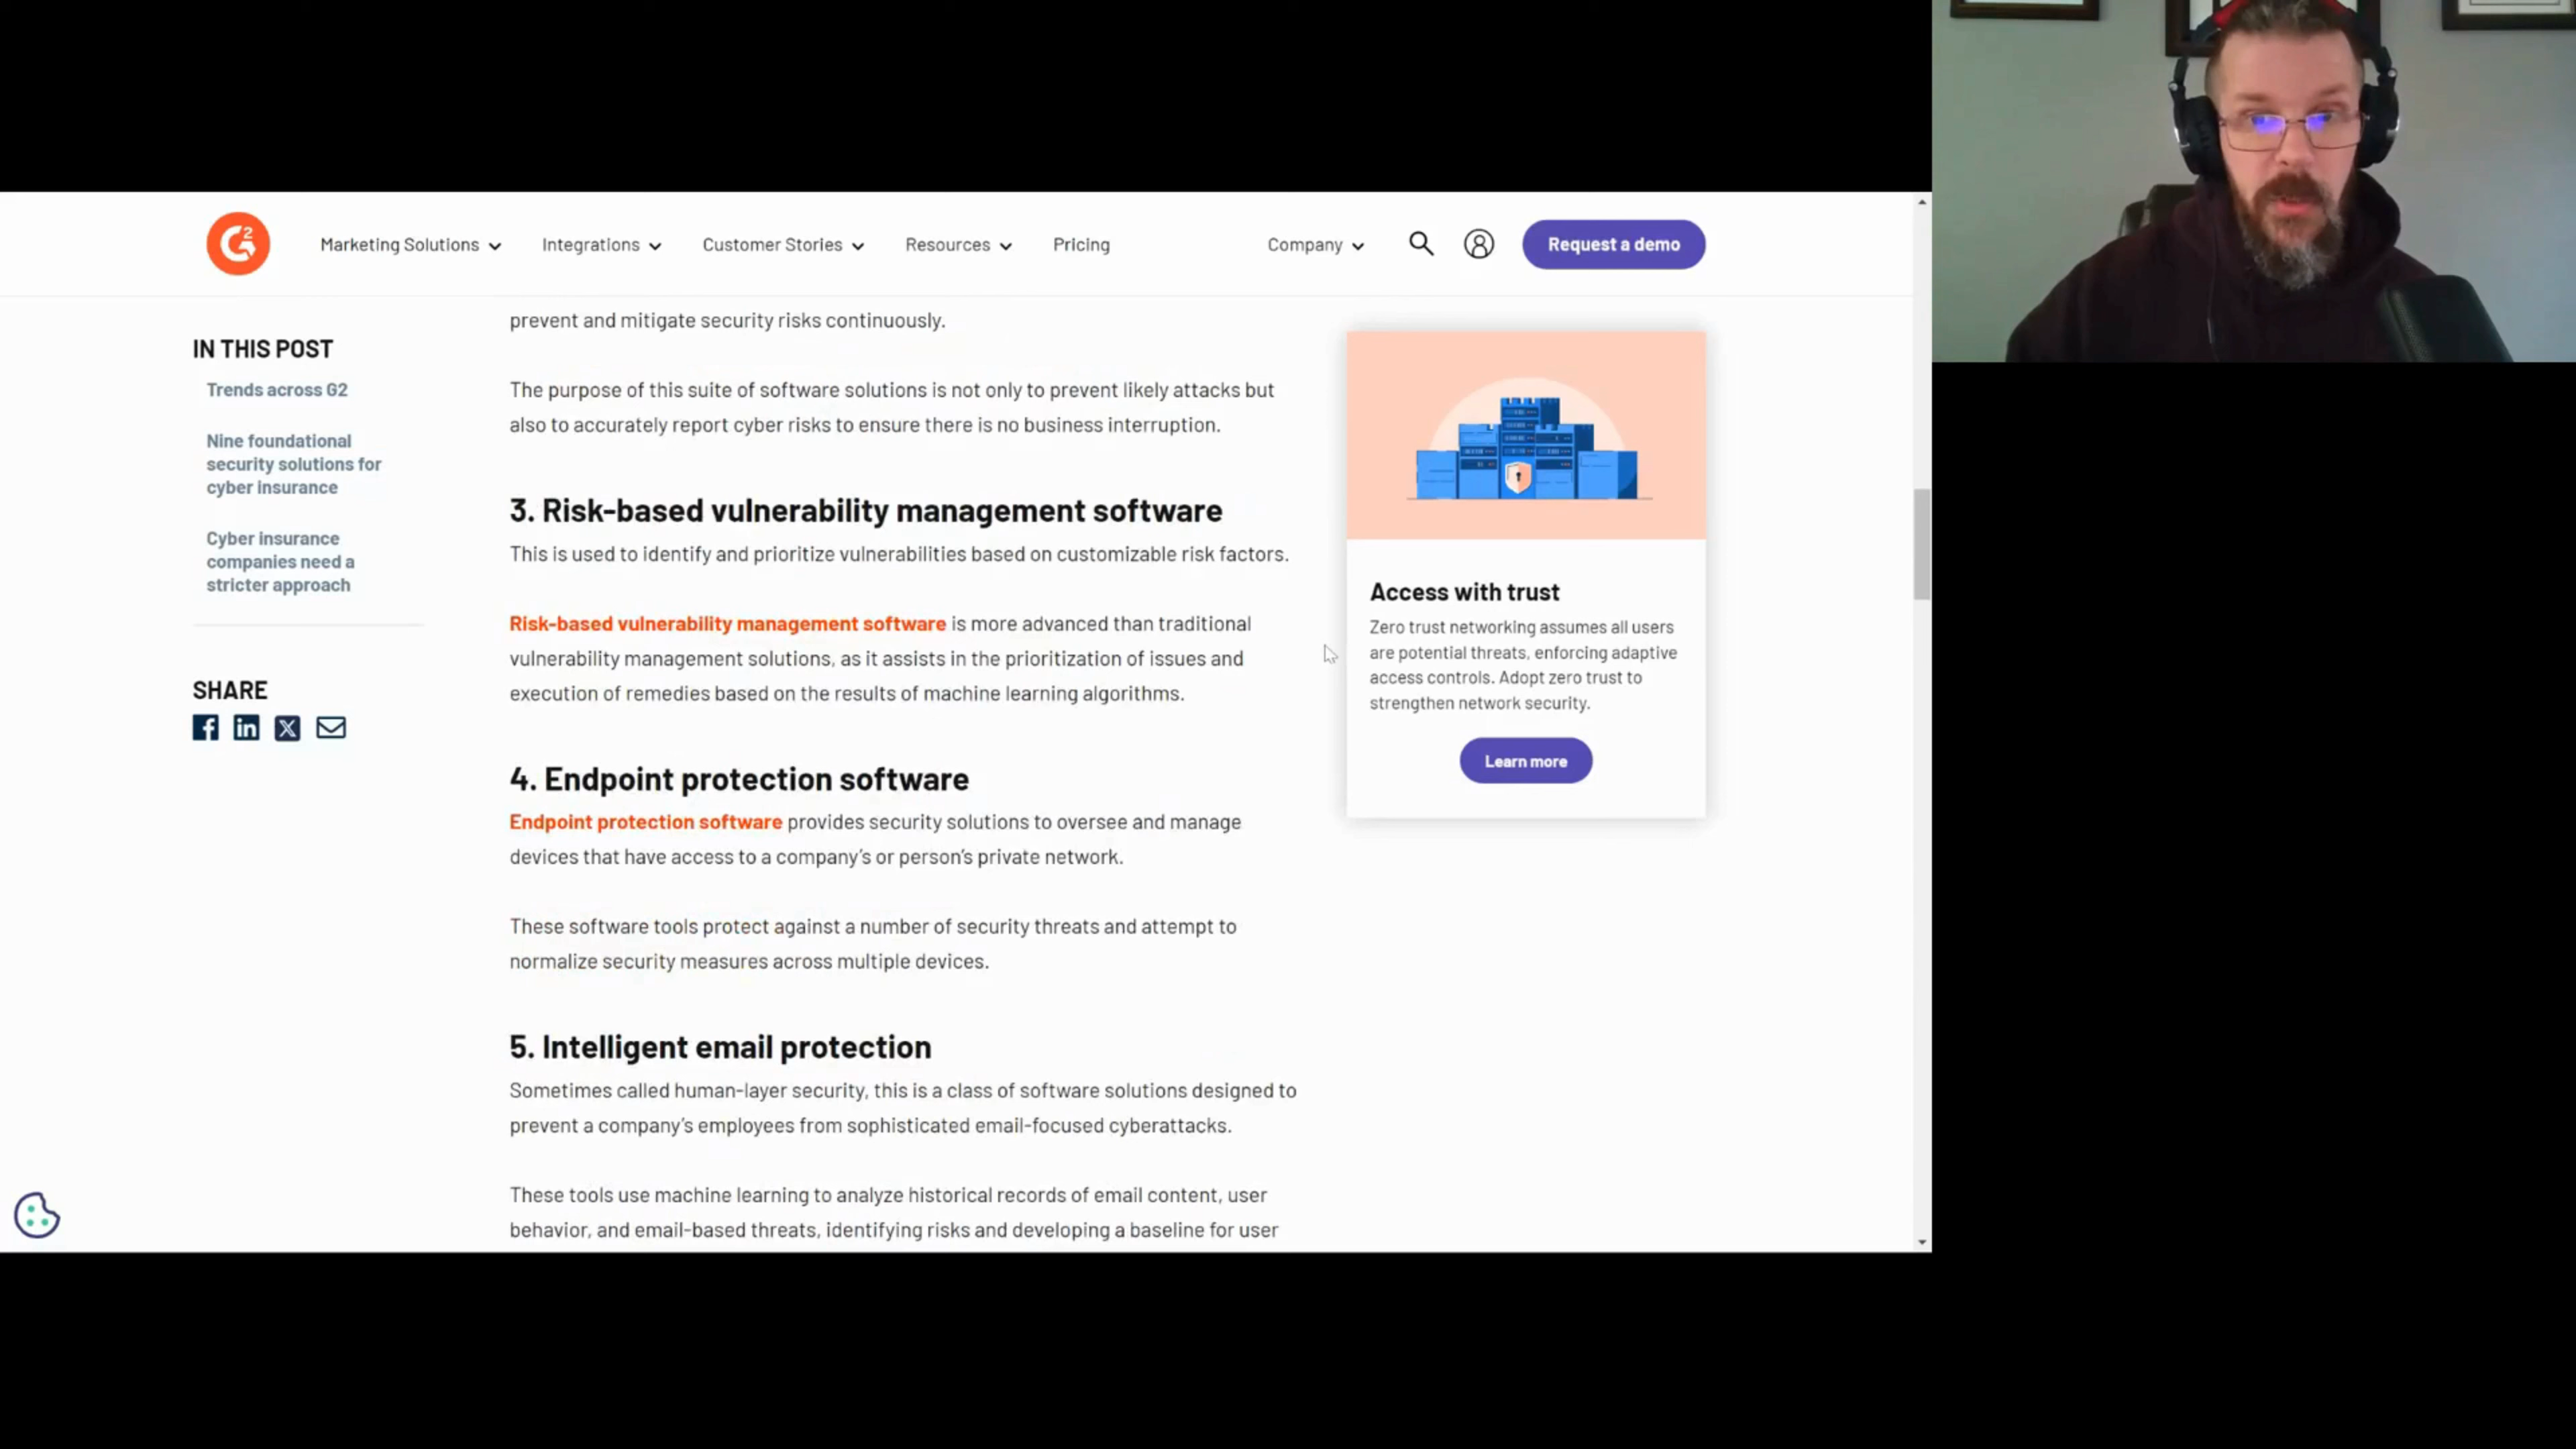 G2
Marketing Solutions
Integrations
Customer Stories
Resources
Pricing
Company
Request a demo
IN THIS POST
Trends across G2
Nine foundational
security solutions for
cyber insurance
Cyber insurance
companies need a
stricter approach
SHARE
prevent and mitigate security risks continuously.
The purpose of this suite of software solutions is not only to prevent likely attacks but
also to accurately report cyber risks to ensure there is no business interruption.
3. Risk-based vulnerability management software
This is used to identify and prioritize vulnerabilities based on customizable risk factors.
Risk-based vulnerability management software is more advanced than traditional
vulnerability management solutions, as it assists in the prioritization of issues and
execution of remedies based on the results of machine learning algorithms.
4. Endpoint protection software
Endpoint protection software provides security solutions to oversee and manage
devices that have access to a company's or person's private network.
These software tools protect against a number of security threats and attempt to
normalize security measures across multiple devices.
5. Intelligent email protection
Sometimes called human-layer security, this is a class of software solutions designed to
prevent a company's employees from sophisticated email-focused cyberattacks.
These tools use machine learning to analyze historical records of email content, user
behavior, and email-based threats, identifying risks and developing a baseline for user
Access with trust
Zero trust networking assumes all users
are potential threats, enforcing adaptive
access controls. Adopt zero trust to
strengthen network security.
Learn more